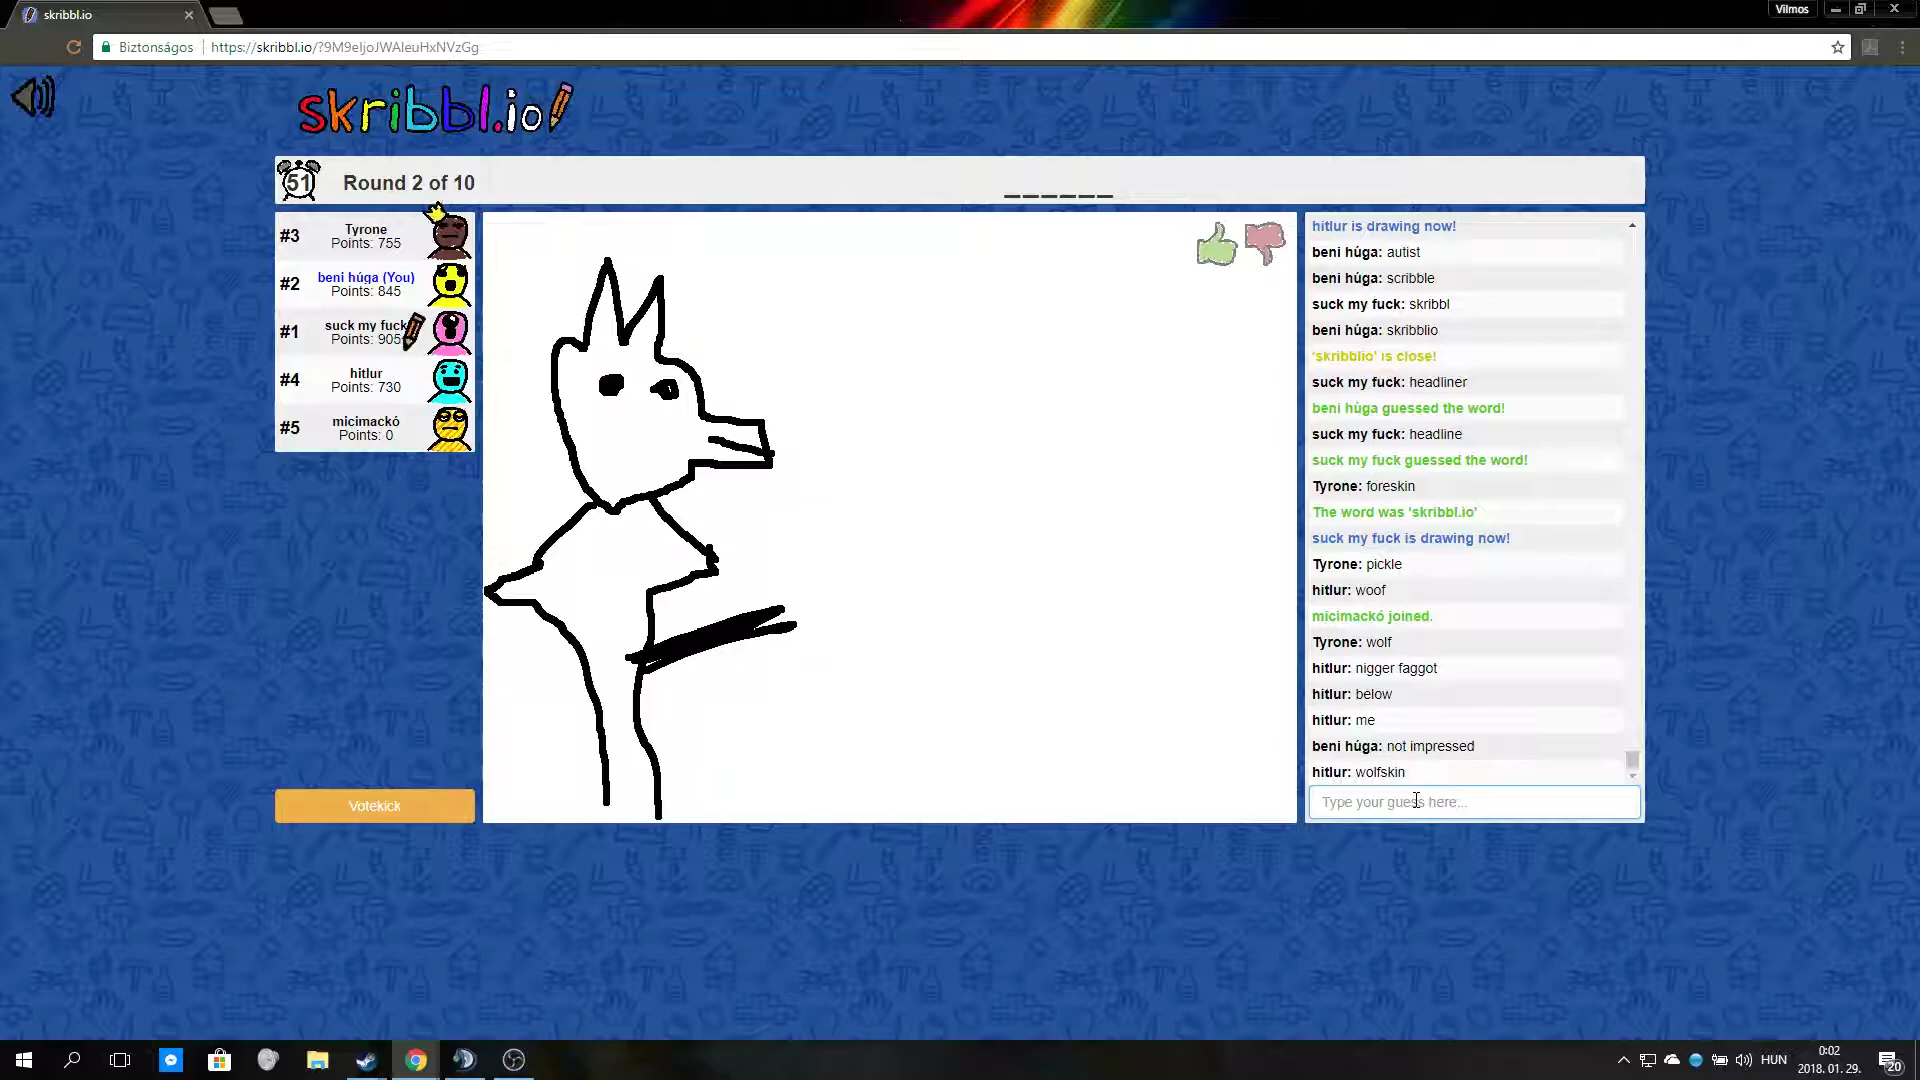 skribbl.io
Vilmos
Biztonságos
https://skribbl.io/?9M9eIjoJWAIeuHxNVzGg
skribbl.io
51
Round 2 of 10
______
#3
Tyrone
Points: 755
#2
beni húga (You)
Points: 845
#1
suck my fuck
Points: 905
#4
hitlur
Points: 730
#5
micimackó
Points: 0
Votekick
hitlur is drawing now!
beni húga: autist
beni húga: scribble
suck my fuck: skribbl
beni húga: skribblio
'skribblio' is close!
suck my fuck: headliner
beni húga guessed the word!
suck my fuck: headline
suck my fuck guessed the word!
Tyrone: foreskin
The word was 'skribbl.io'
suck my fuck is drawing now!
Tyrone: pickle
hitlur: woof
micimackó joined.
Tyrone: wolf
hitlur: nigger faggot
hitlur: below
hitlur: me
beni húga: not impressed
hitlur: wolfskin
Type your guess here...
HUN
0:02
2018. 01. 29.
20